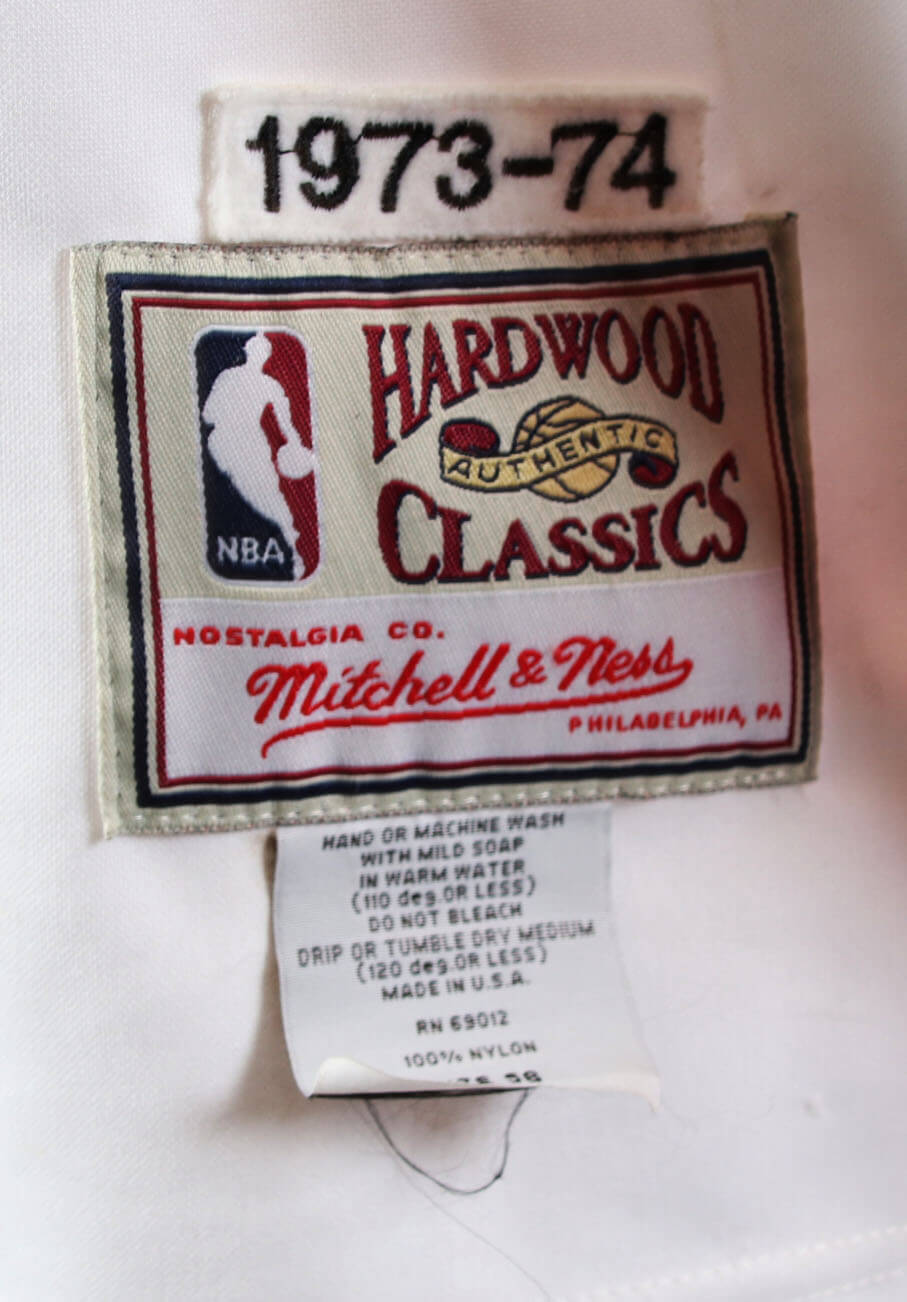 1973-74
HARDWOOD
AUTHENTIC
CLASSICS
NBA
NOSTALGIA CO.
Mitchell & Ness
PHILADELPHIA, PA
HAND OR MACHINE WASH
WITH MILD SOAP
IN WARM WATER
(110 deg.OR LESS)
DO NOT BLEACH
DRIP OR TUMBLE DRY MEDIUM
(120 deg.OR LESS)
MADE IN U.S.A.
RN 69012
100% NYLON